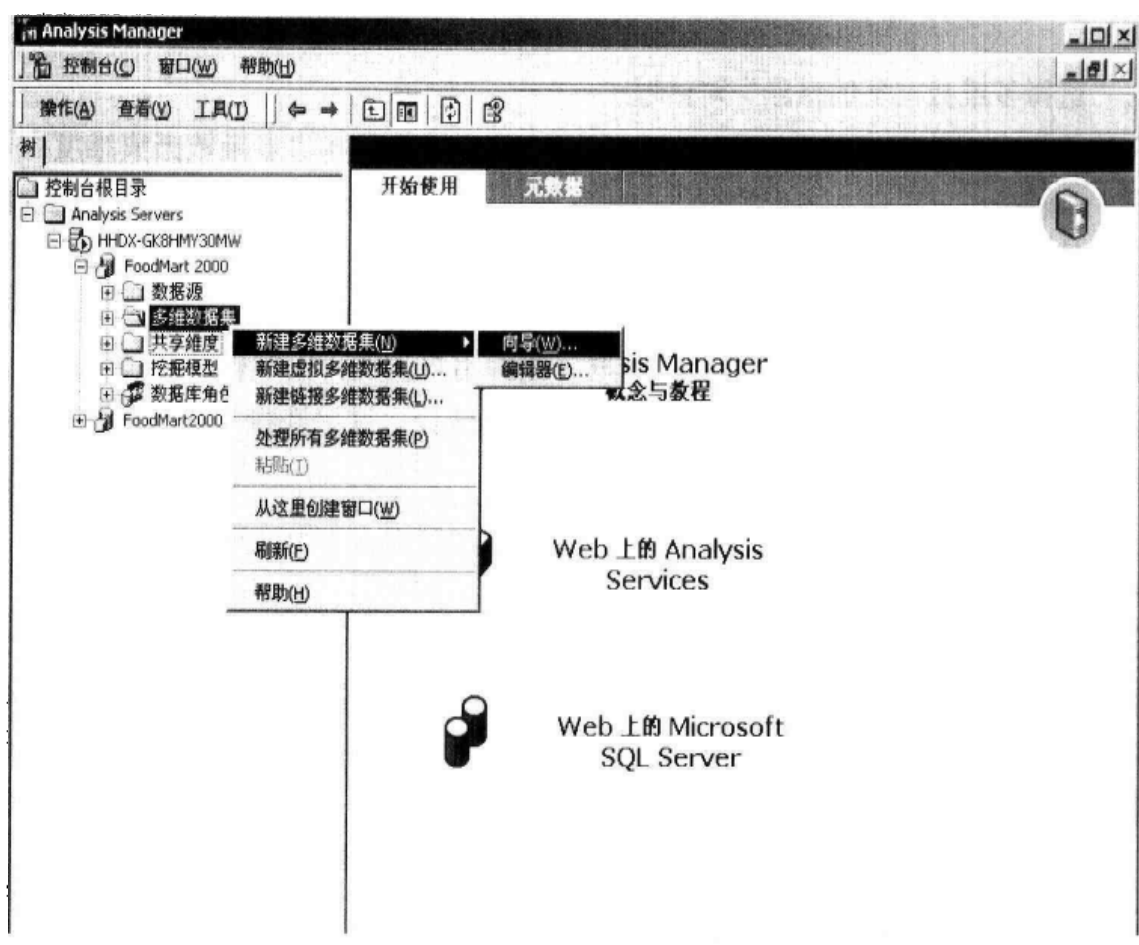 Analysis Manager
控制台(C) 窗口(W) 帮助(H)
操作(A) 查看(V) 工具(T)
树
控制台根目录
Analysis Servers
HHDX-GK8HMY30MW
FoodMart 2000
数据源
多维数据集
共享维度
挖掘模型
数据库角色
FoodMart2000
新建多维数据集(N)
新建虚拟多维数据集(U)...
新建链接多维数据集(L)...
处理所有多维数据集(P)
粘贴(T)
从这里创建窗口(W)
刷新(F)
帮助(H)
向导(W)...
编辑器(E)...
开始使用 元数据
sis Manager
概念与教程
Web 上的 Analysis
Services
Web 上的 Microsoft
SQL Server